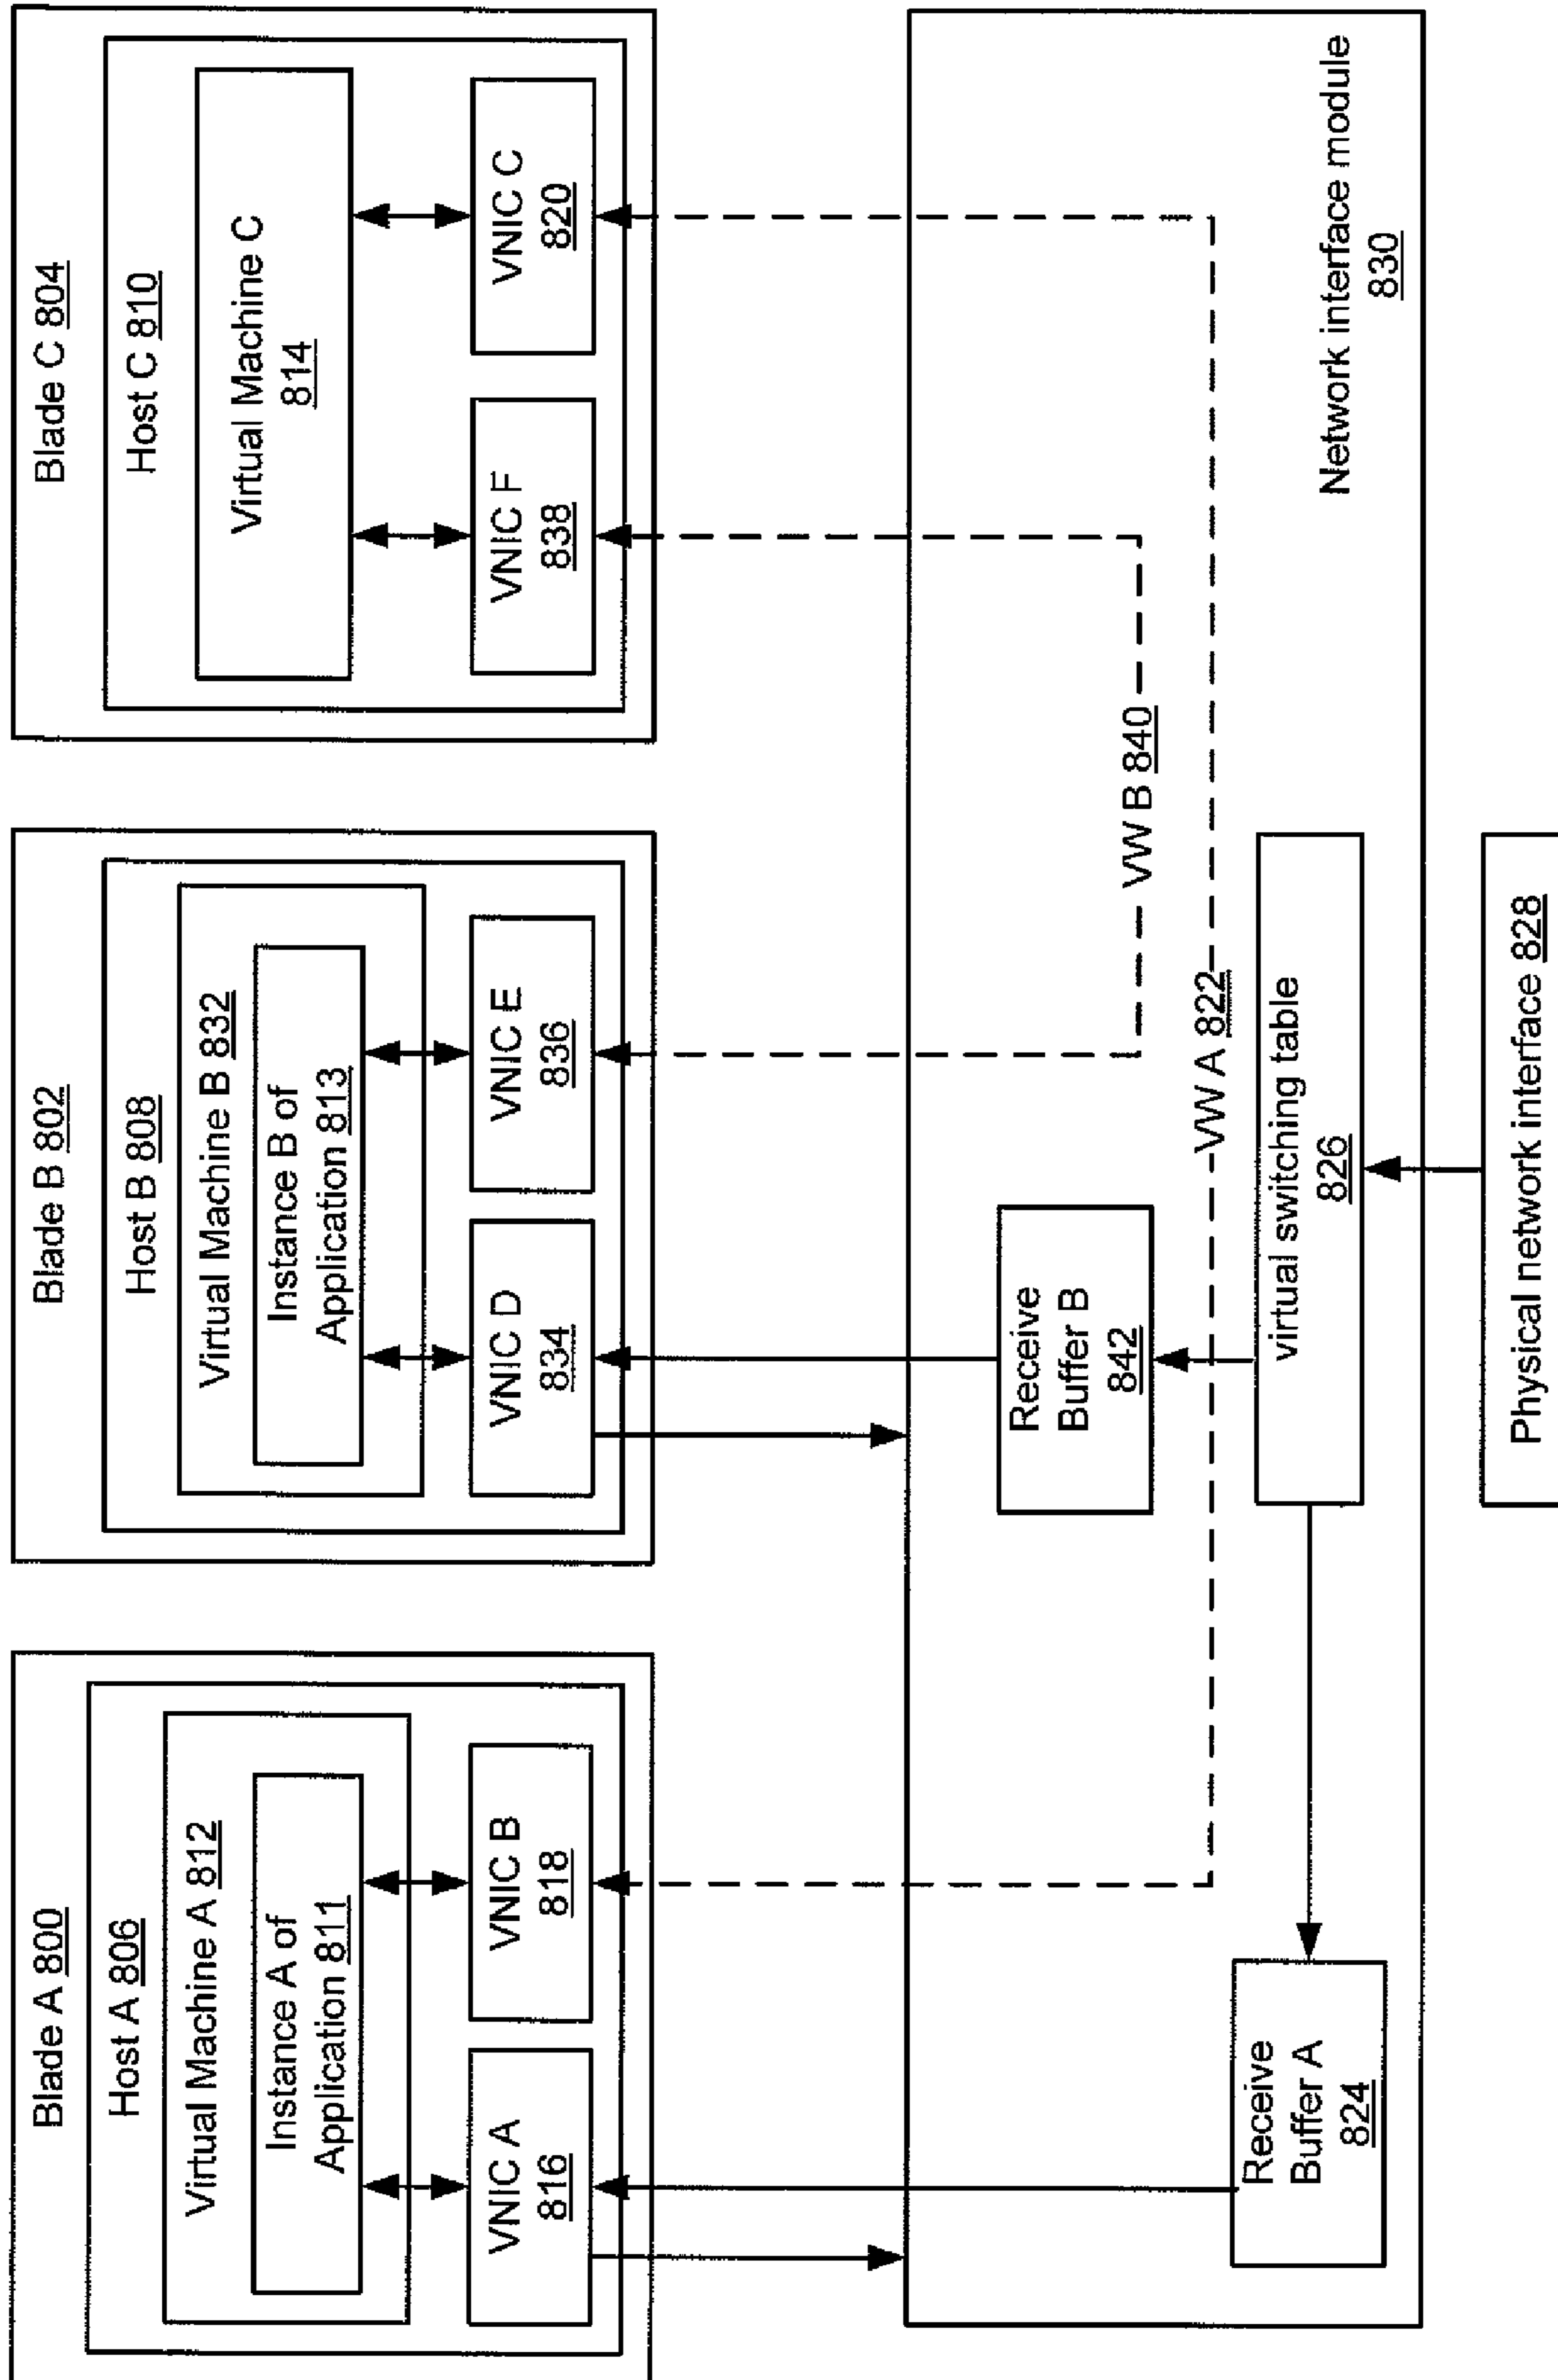 Blade A 800
Host A 806
Virtual Machine A 812
Instance A of
Application 811
VNIC A
816
VNIC B
818
Blade B 802
Host B 808
Virtual Machine B 832
Instance B of
Application 813
VNIC D
834
VNIC E
836
Blade C 804
Host C 810
Virtual Machine C
814
VNIC F
838
VNIC C
820
Receive
Buffer B
842
VW B 840
VW A 822
Receive
Buffer A
824
virtual switching table
826
Network interface module
830
Physical network interface 828